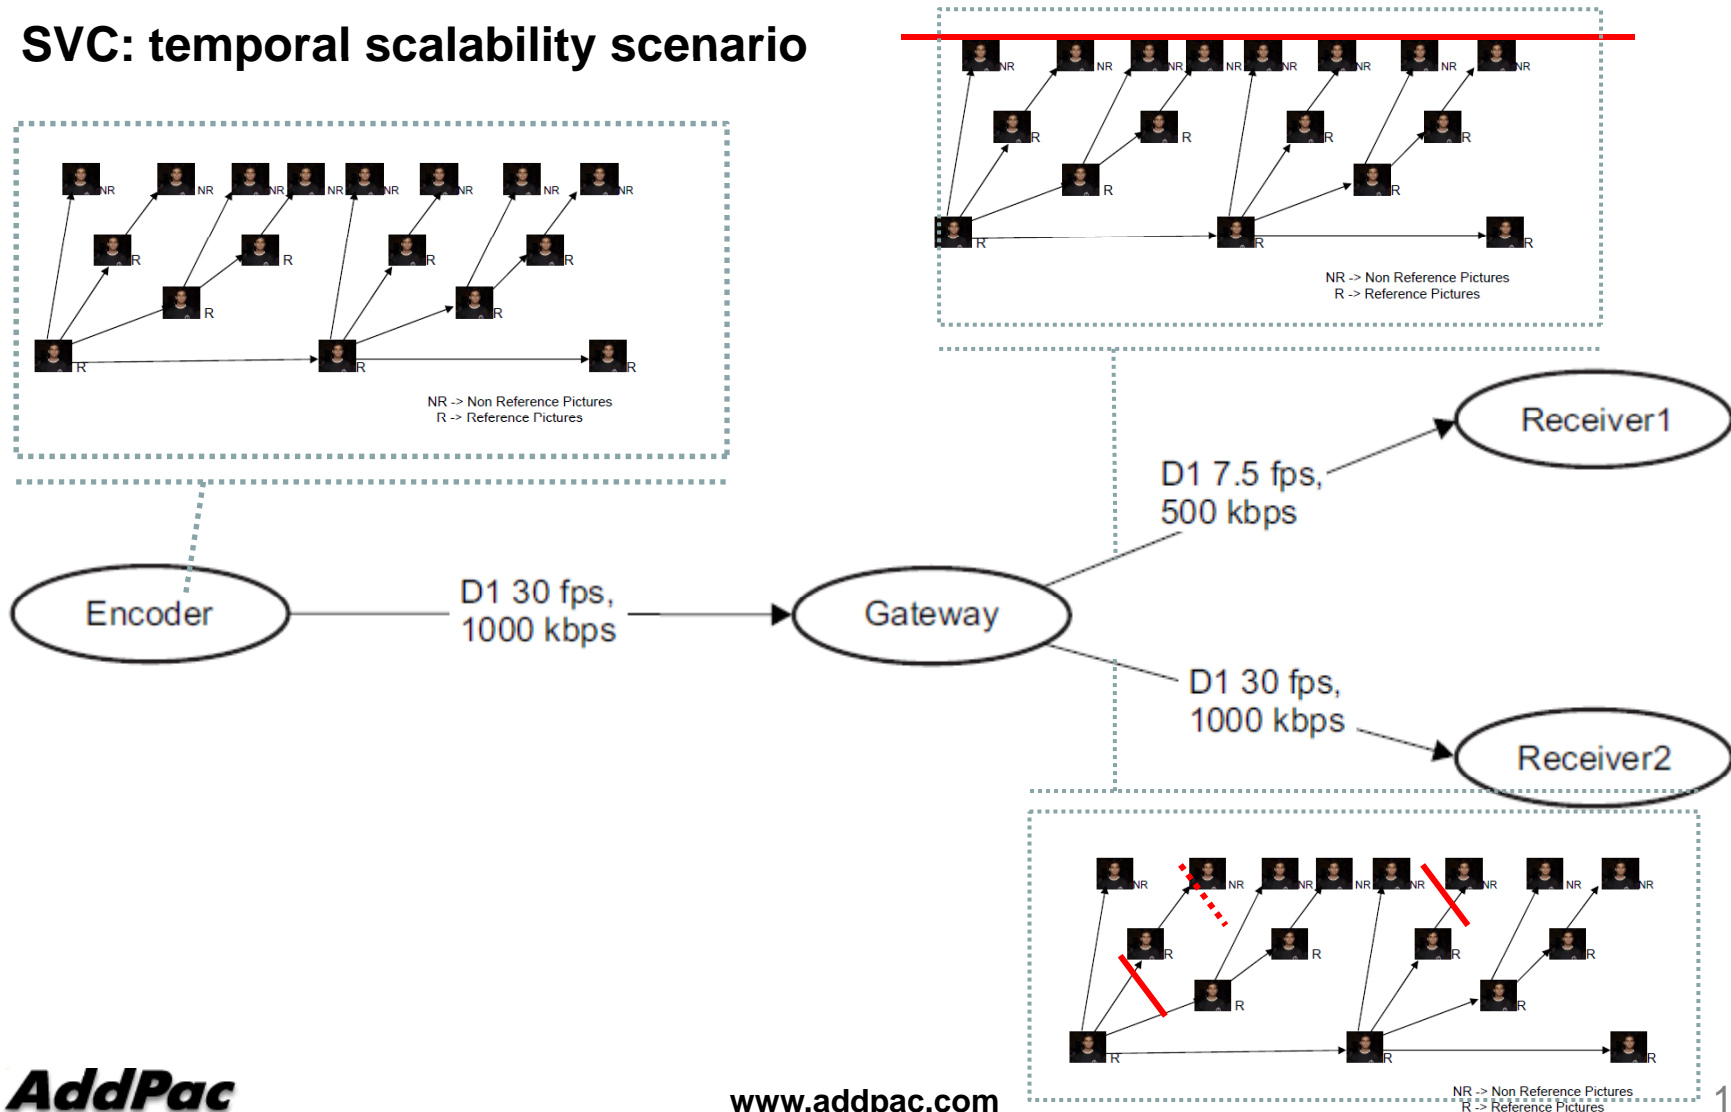 SVC: temporal scalability scenario
NR NR NR NR NR NR NR NR
R R R R
R R
R R R
NR -> Non Reference Pictures
R -> Reference Pictures
NR NR NR NR NR NR NR NR
R R R R
R R
R R R
NR -> Non Reference Pictures
R -> Reference Pictures
Receiver1
D1 7.5 fps,
500 kbps
Encoder
D1 30 fps,
1000 kbps
Gateway
D1 30 fps,
1000 kbps
Receiver2
NR NR NR NR NR NR NR NR
R R R R
R R
R R R
NR -> Non Reference Pictures
R -> Reference Pictures
AddPac
www.addpac.com
1